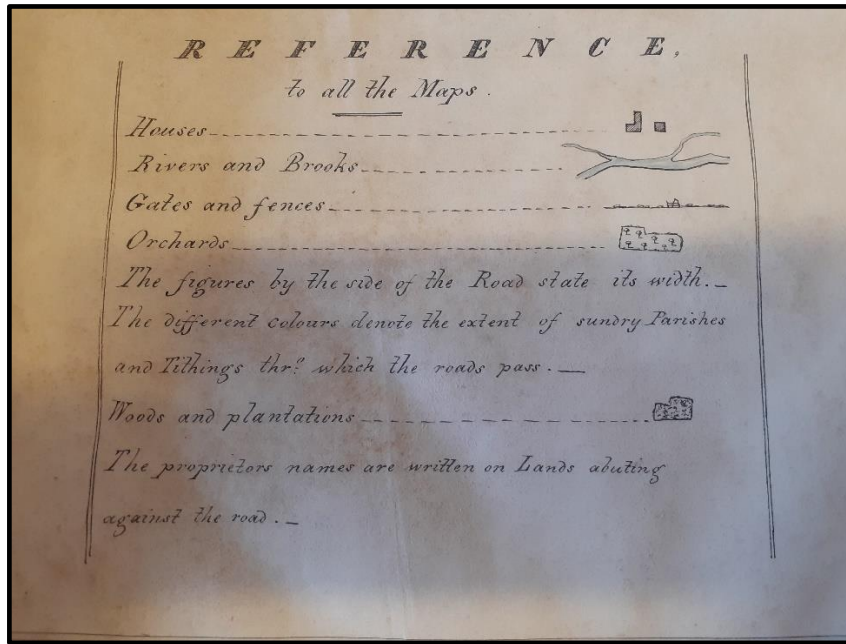 REFERENCE,
to all the Maps.
Houses
Rivers and Brooks
Gates and fences
Orchards
The figures by the side of the Road state its width.
The different colours denote the extent of sundry Parishes
and Tithings thro. which the roads pass.
Woods and plantations
The proprietors names are written on Lands abuting
against the road.